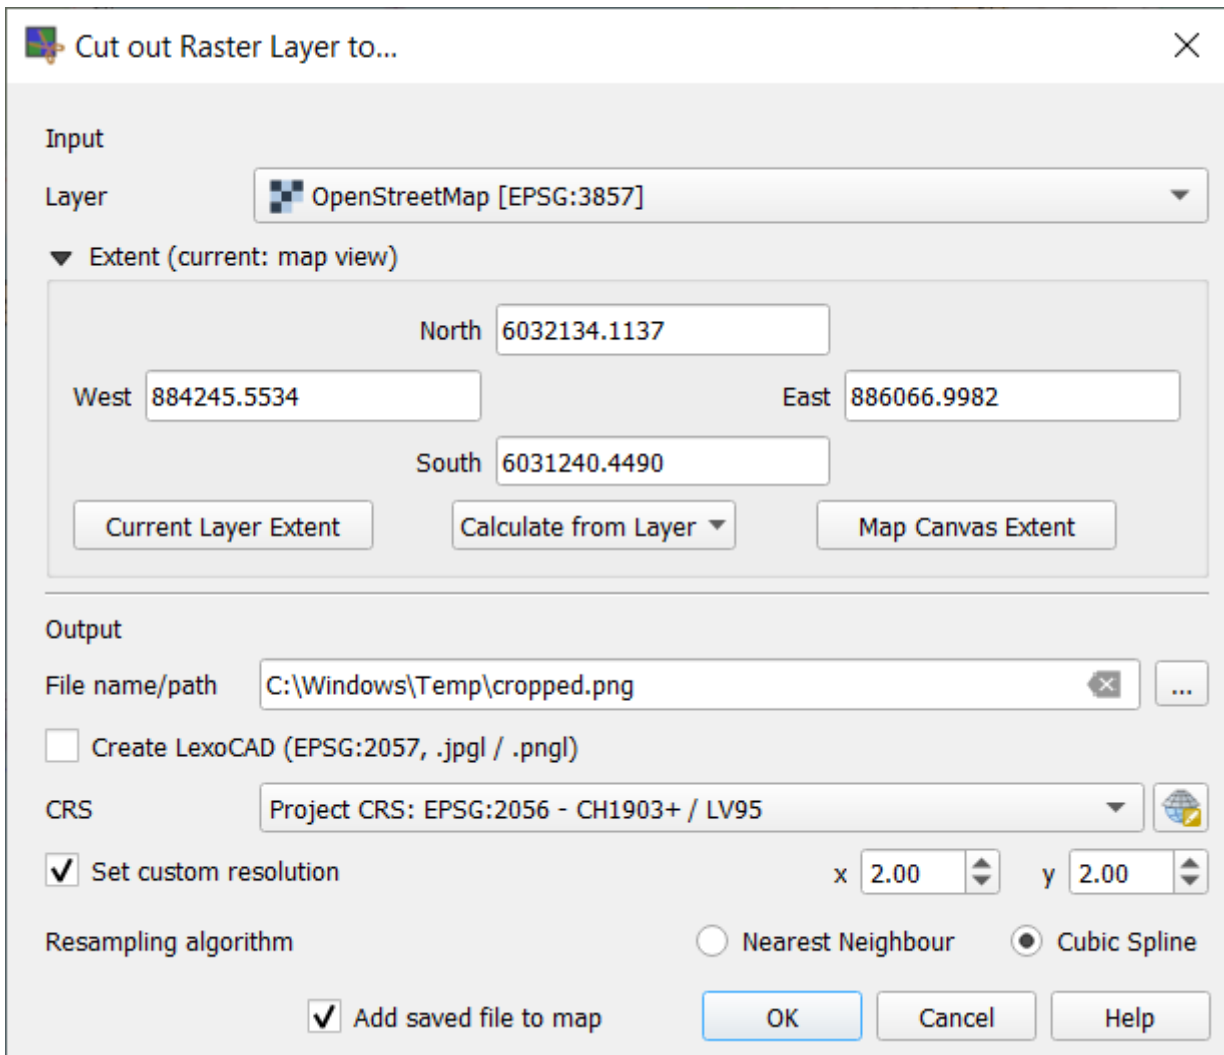 Cut out Raster Layer to...
Input
Layer OpenStreetMap [EPSG:3857]
Extent (current: map view)
North 6032134.1137
West 884245.5534 East 886066.9982
South 6031240.4490
Current Layer Extent Calculate from Layer Map Canvas Extent
Output
File name/path C:\Windows\Temp\cropped.png ...
Create LexoCAD (EPSG:2057, .jpgl / .pngl)
CRS Project CRS: EPSG:2056 - CH1903+ / LV95
Set custom resolution x 2.00 y 2.00
Resampling algorithm Nearest Neighbour Cubic Spline
Add saved file to map OK Cancel Help